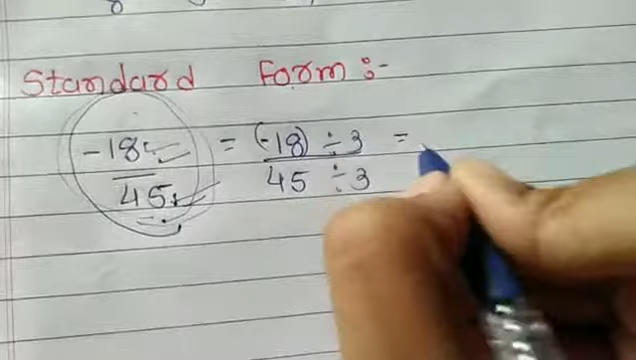 Standard Form :-
-18 = (-18) ÷ 3 =
45 45 ÷ 3